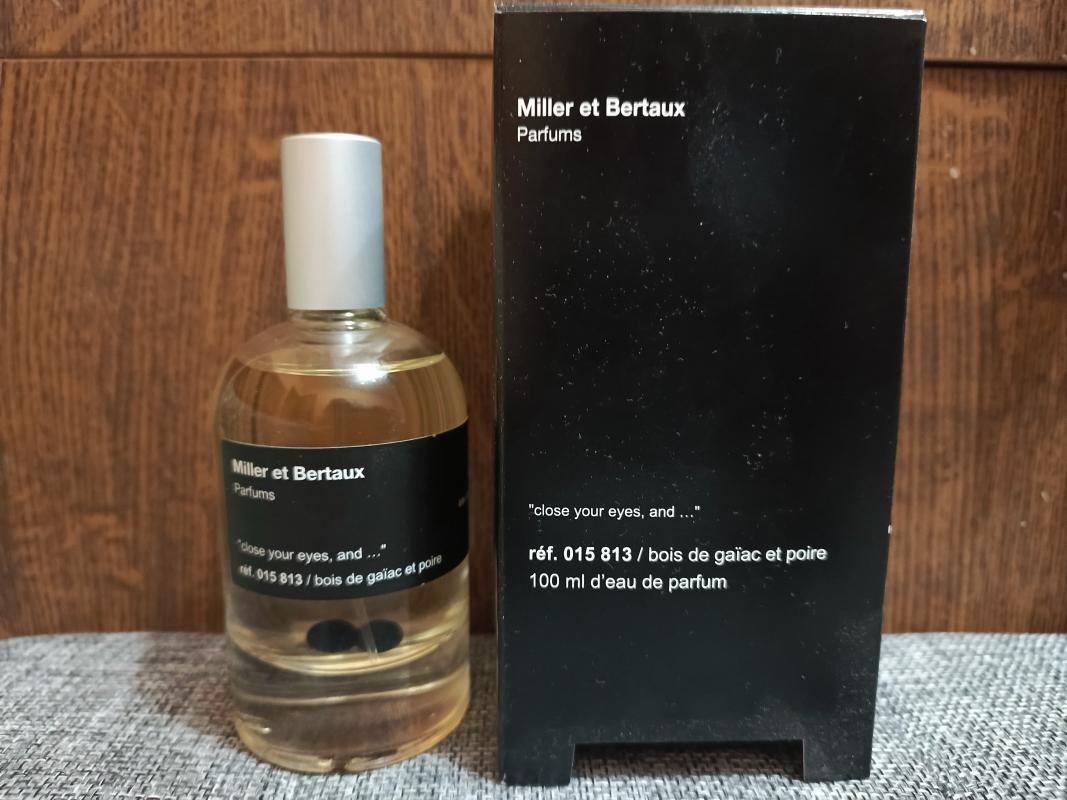 Miller et Bertaux
Parfums
"close your eyes, and ..."
réf. 015 813 / bois de gaïac et poire
Miller et Bertaux
Parfums
"close your eyes, and ..."
réf. 015 813 / bois de gaïac et poire
100 ml d'eau de parfum